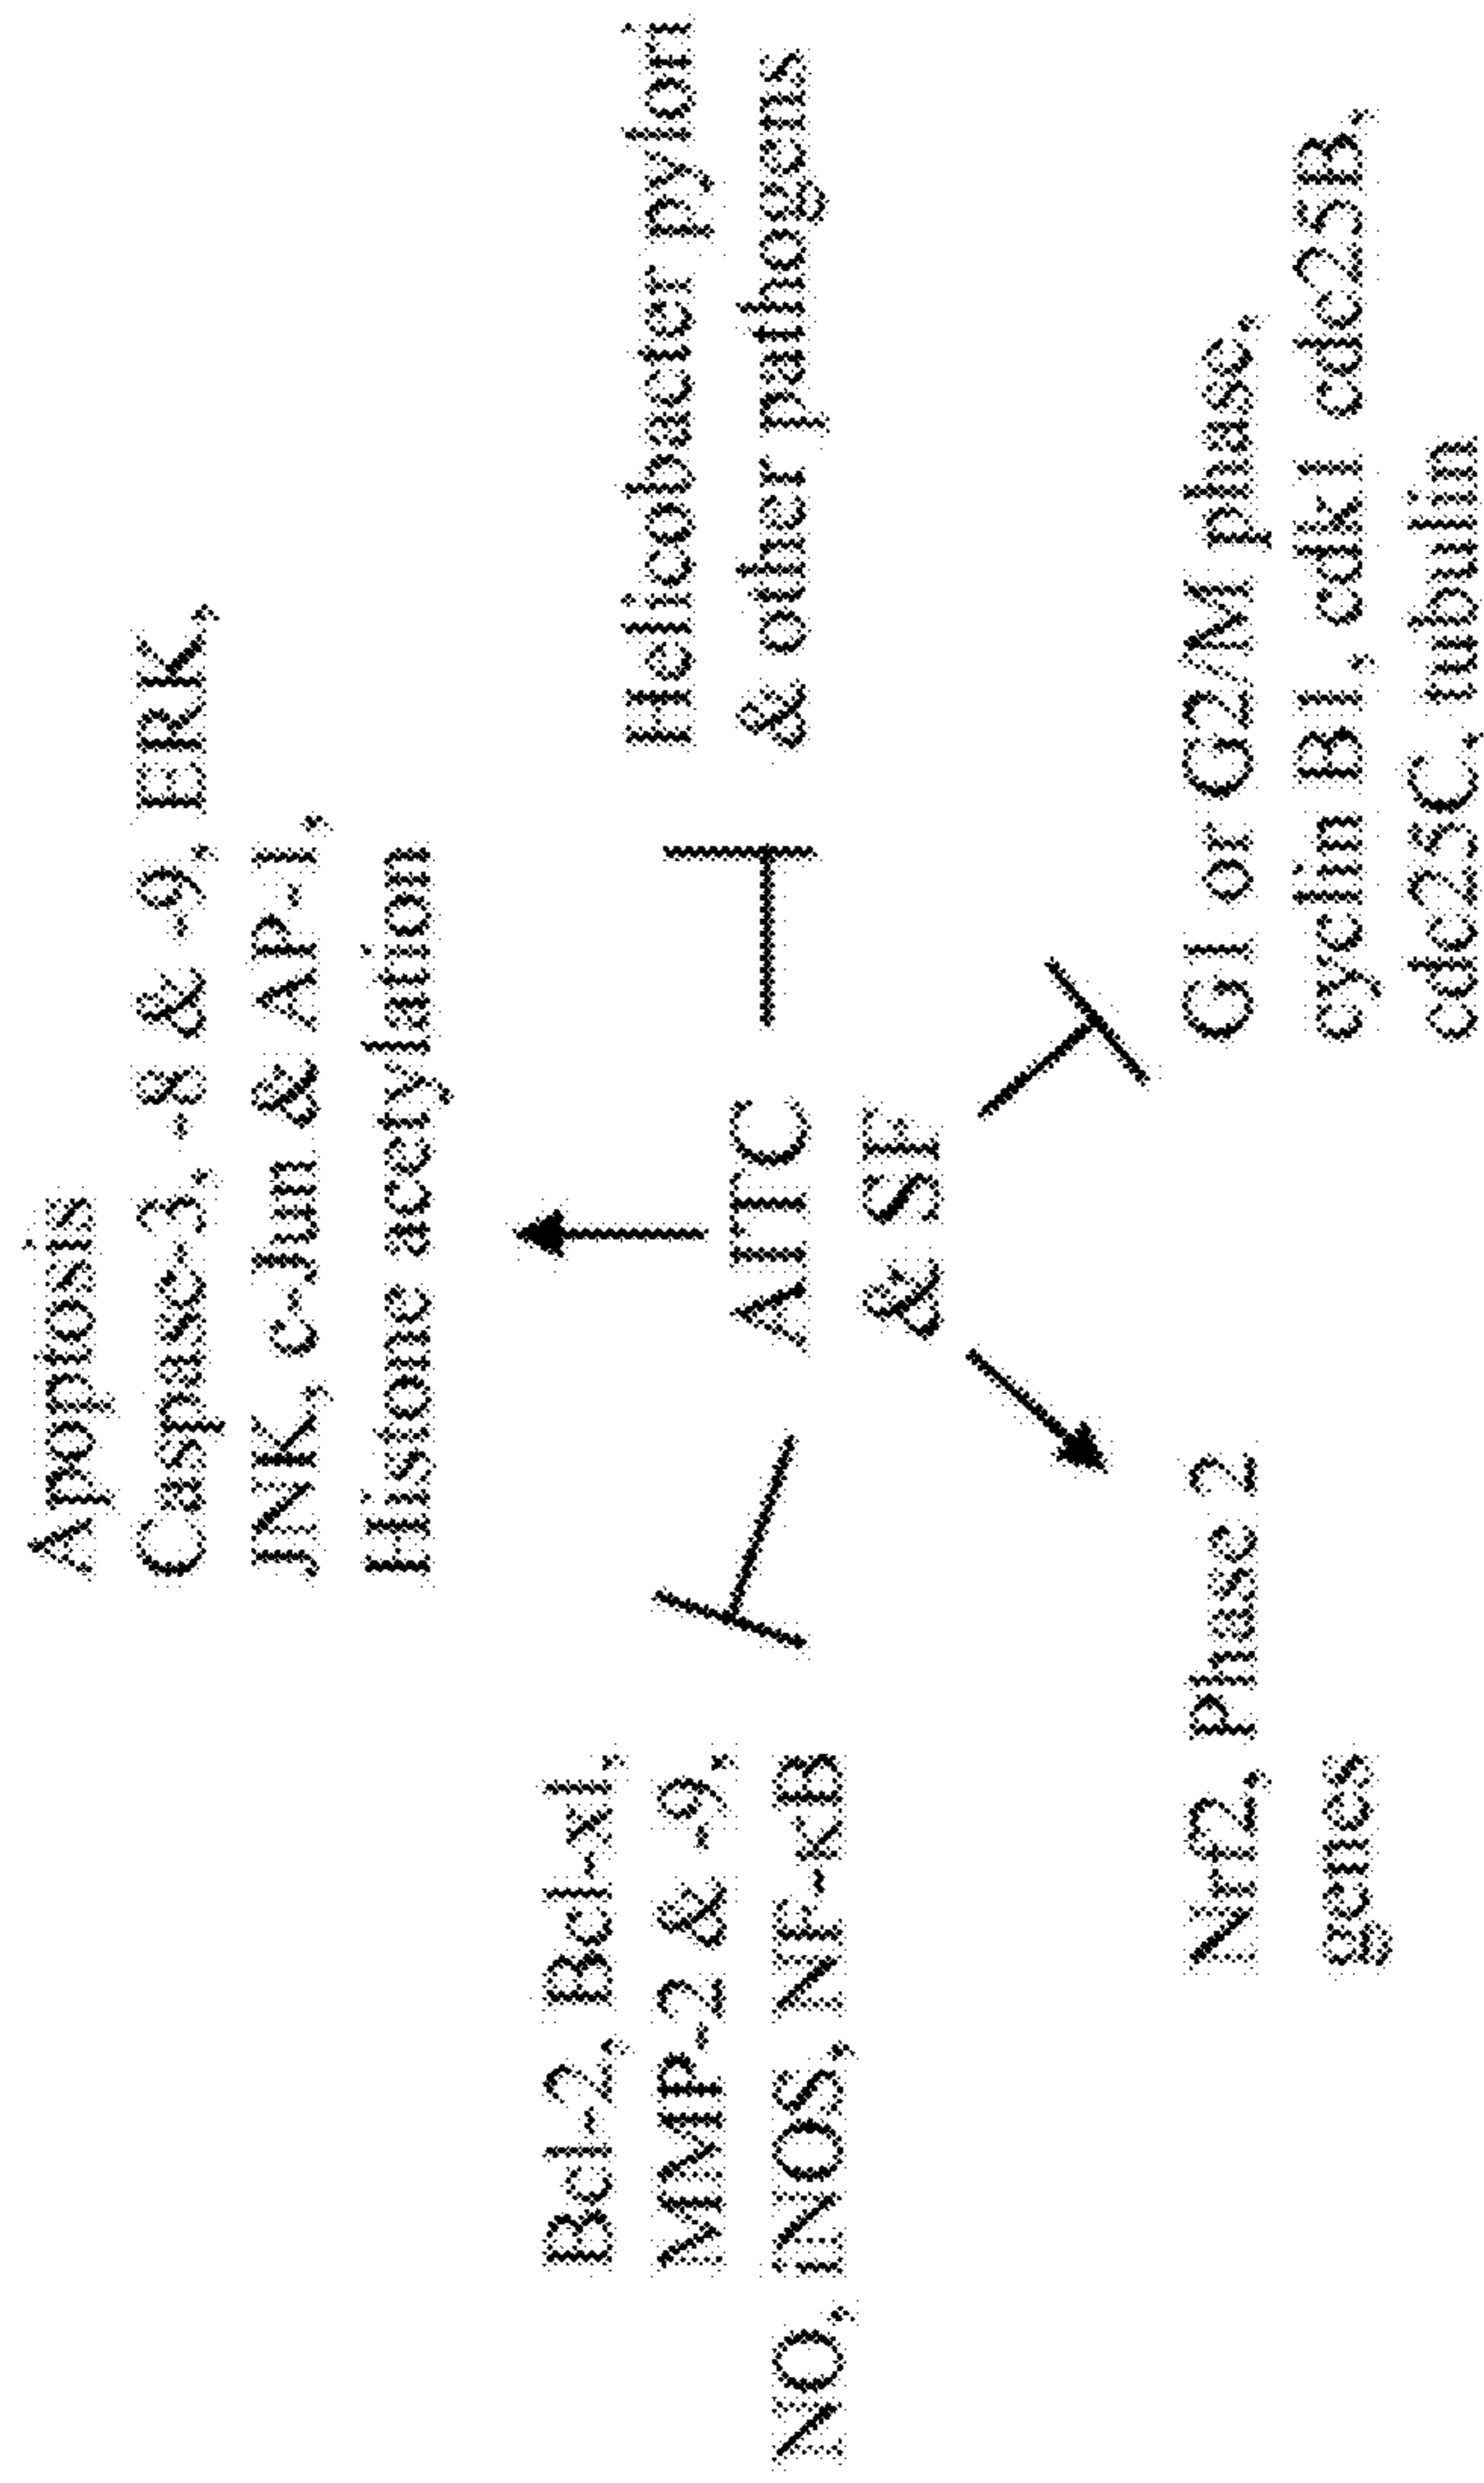 Apoptosis
Caspase-3, -8 & -9, ERK,
JNK, c-Jun & AP-1,
Histone acetylation
Bcl-2, Bcl-xl,
MMP-2 & -9,
NO, iNOS, NF-κB
AITC
& SF
Helicobacter pylori
& other pathogens
Nrf2, Phase 2
genes
G1 or G2/M phase,
cyclin B1, cdk1 cdc25B,
cdc25C, tubulin